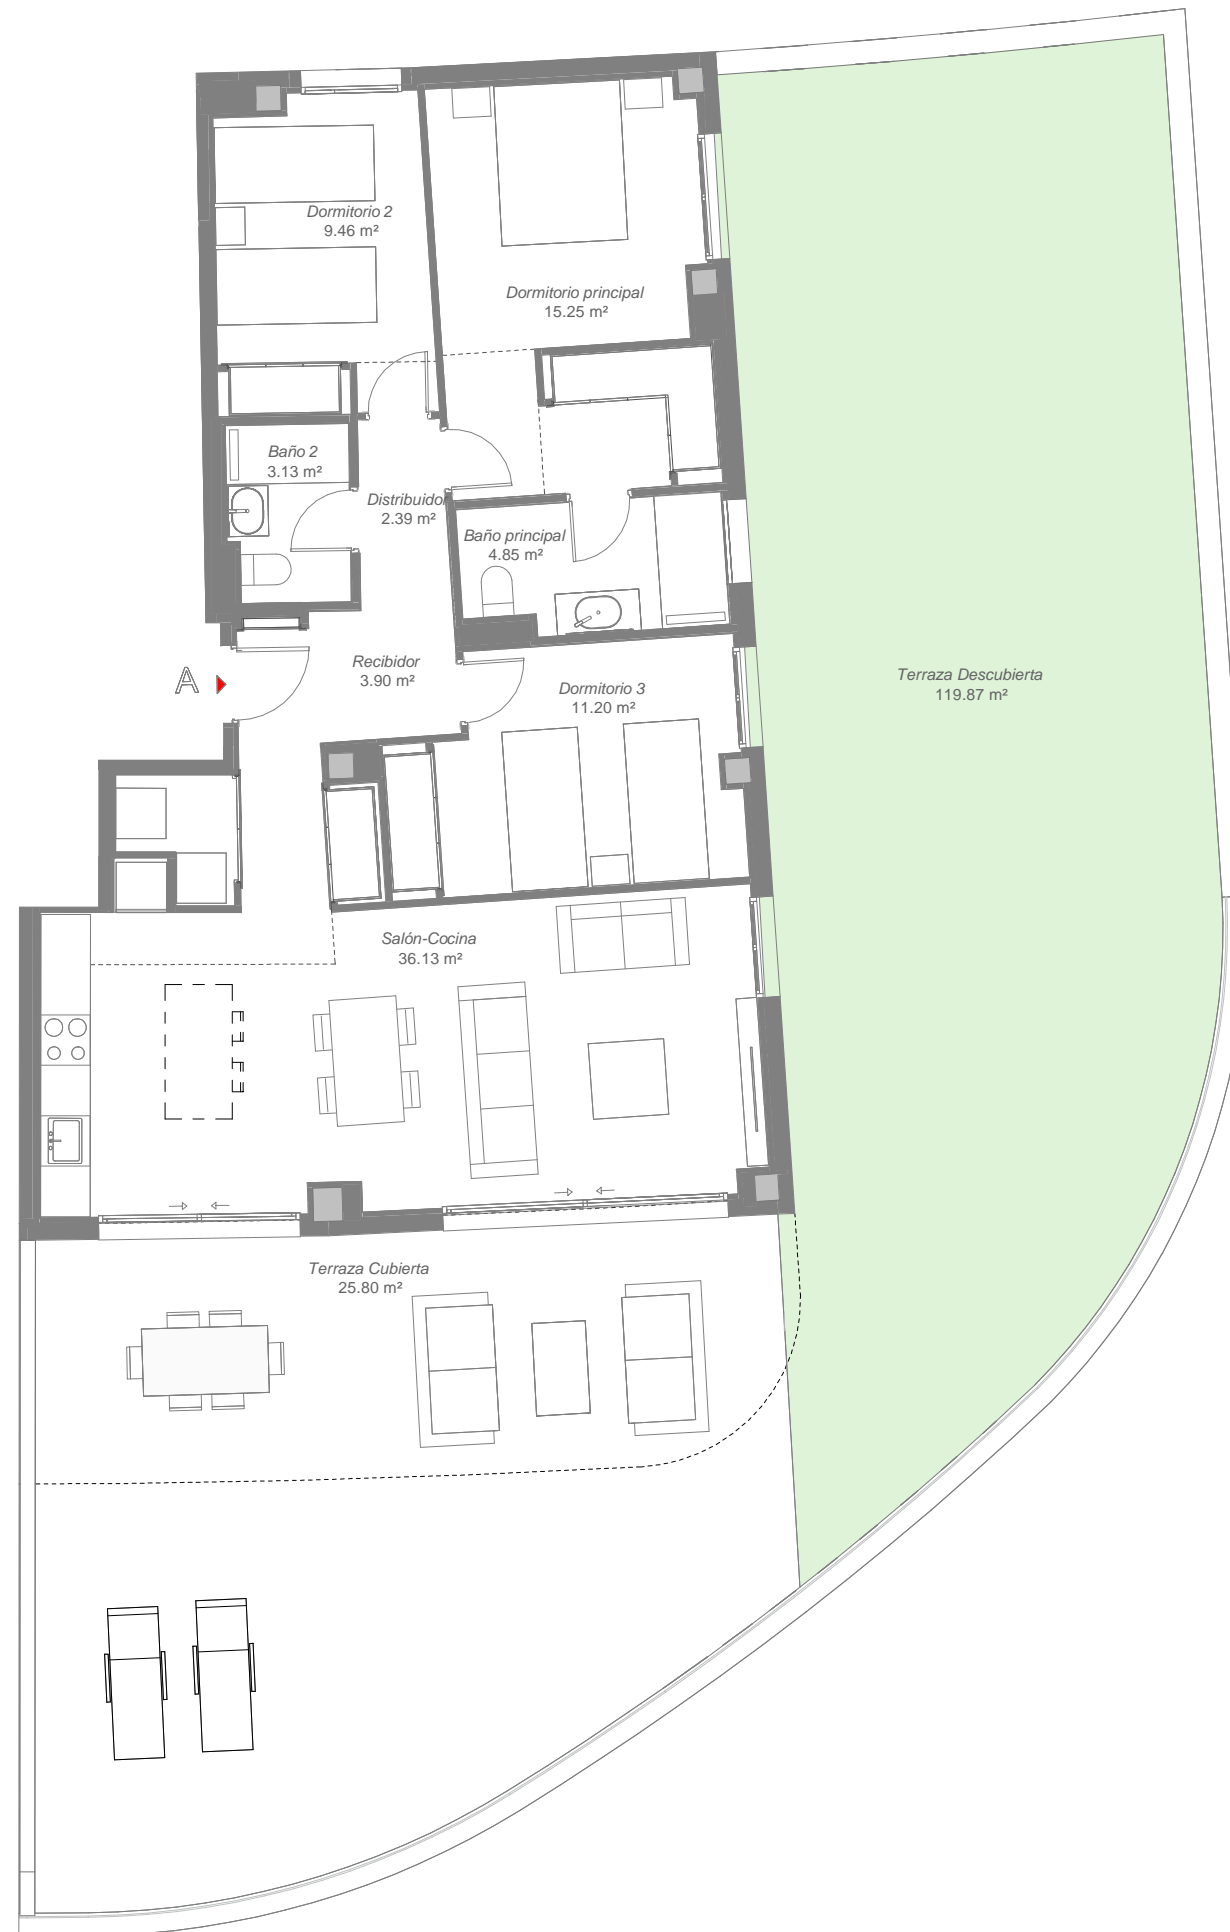 Dormitorio 2
9.46 m²
Dormitorio principal
15.25 m²
Baño 2
3.13 m²
Distribuidor
2.39 m²
Baño principal
4.85 m²
Recibidor
3.90 m²
A
Dormitorio 3
11.20 m²
Terraza Descubierta
119.87 m²
Salón-Cocina
36.13 m²
Terraza Cubierta
25.80 m²